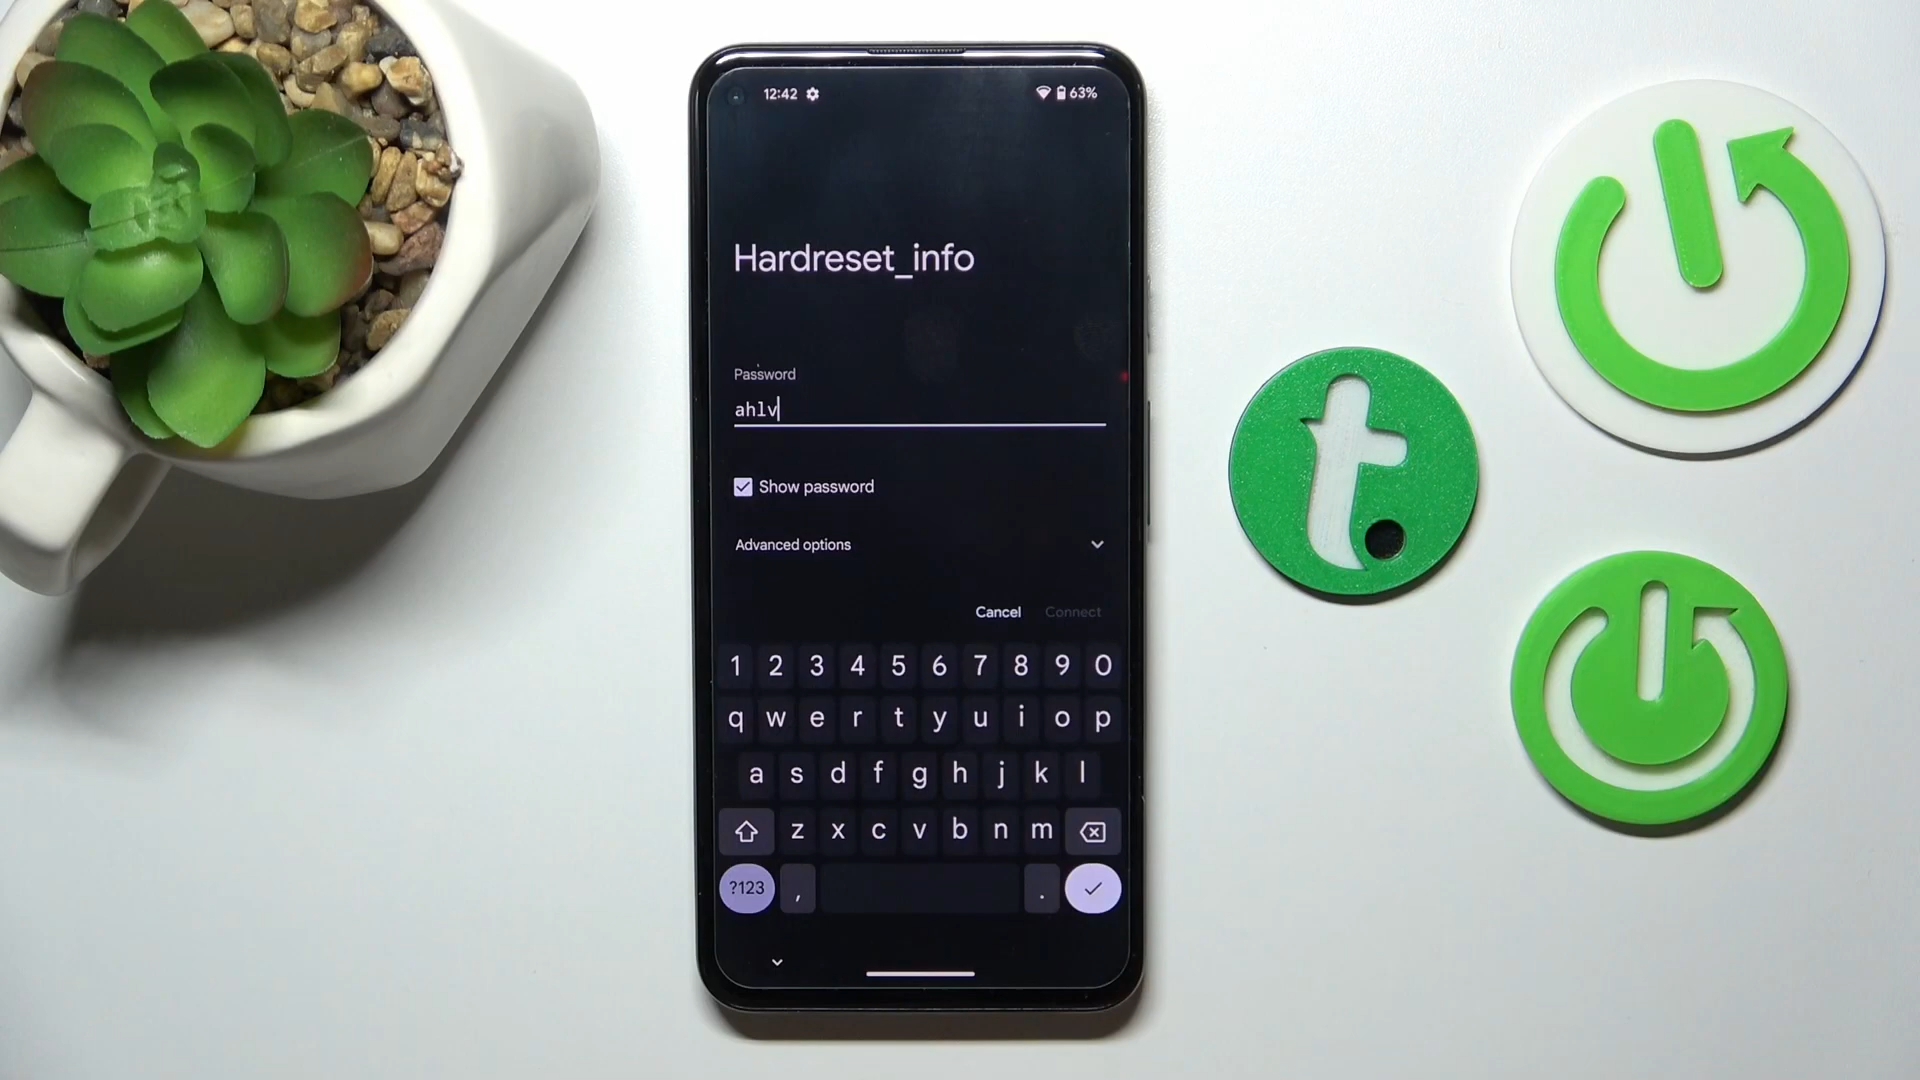 12:42 63%
Hardreset_info
Password
ahlv
Show password
Advanced options
Cancel Connect
1 2 3 4 5 6 7 8 9 0
q w e r t y u i o p
a s d f g h j k l
z x c v b n m
?123 , .
t.